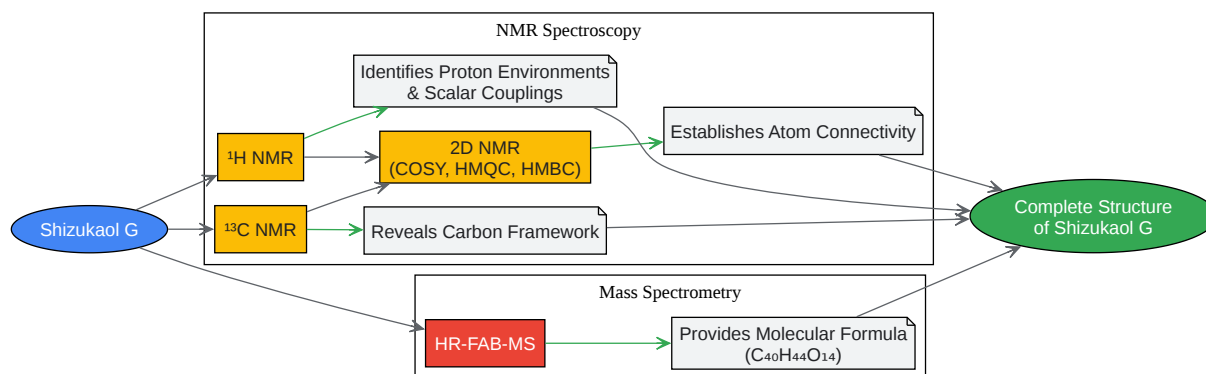 NMR Spectroscopy
Identifies Proton Environments
& Scalar Couplings
Establishes Atom Connectivity
¹H NMR
2D NMR
(COSY, HMQC, HMBC)
Shizukaol G
¹³C NMR
Reveals Carbon Framework
Complete Structure
of Shizukaol G
Mass Spectrometry
HR-FAB-MS
Provides Molecular Formula
(C₄₀H₄₄O₁₄)